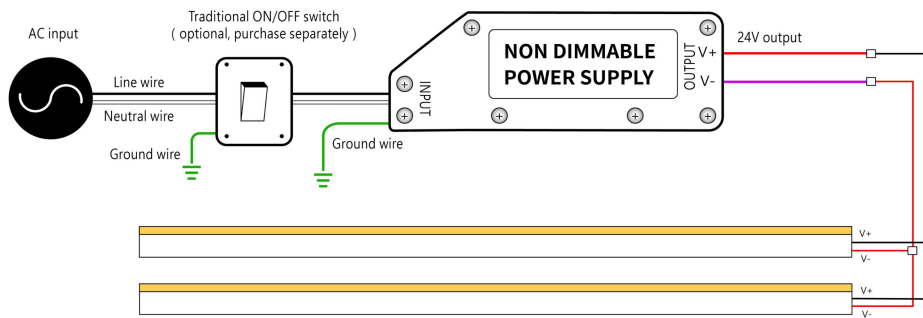 AC input
Traditional ON/OFF switch
( optional, purchase separately )
Line wire
Neutral wire
Ground wire
Ground wire
INPUT
NON DIMMABLE
POWER SUPPLY
OUTPUT
V+
V-
24V output
V+
V-
V+
V-